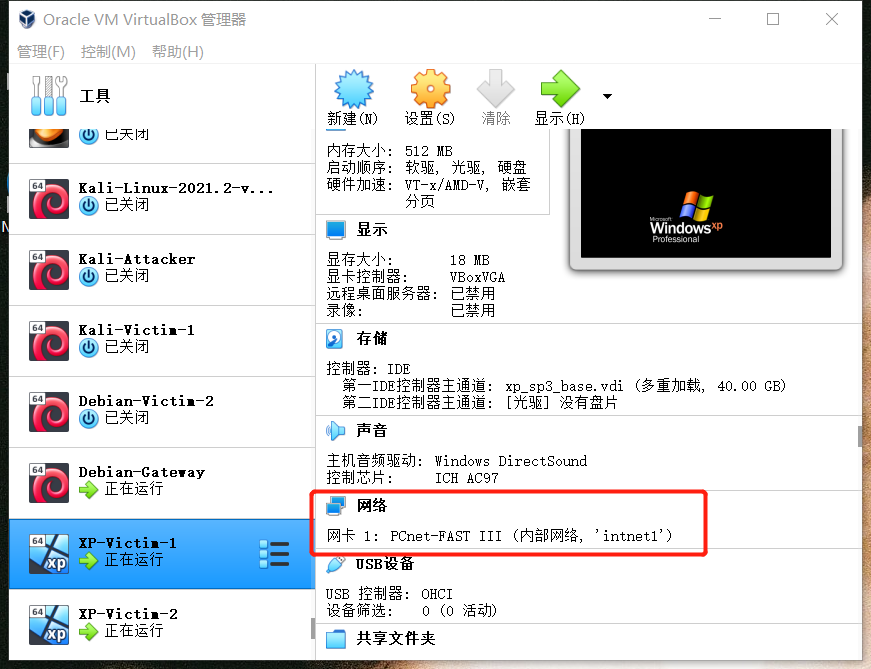 Oracle VM VirtualBox 管理器
管理(F) 控制(M) 帮助(H)
工具
已关闭
64
Kali-Linux-2021.2-v...
已关闭
64
Kali-Attacker
已关闭
64
Kali-Victim-1
已关闭
64
Debian-Victim-2
已关闭
64
Debian-Gateway
正在运行
64
xp
XP-Victim-1
正在运行
64
xp
XP-Victim-2
正在运行
新建(N) 设置(S) 清除 显示(H)
内存大小: 512 MB
启动顺序: 软驱, 光驱, 硬盘
硬件加速: VT-x/AMD-V, 嵌套
分页
Microsoft
Windows xp
Professional
显示
显存大小: 18 MB
显卡控制器: VBoxVGA
远程桌面服务器: 已禁用
录像: 已禁用
存储
控制器: IDE
第一IDE控制器主通道: xp_sp3_base.vdi (多重加载, 40.00 GB)
第二IDE控制器主通道: [光驱] 没有盘片
声音
主机音频驱动: Windows DirectSound
控制芯片: ICH AC97
网络
网卡 1: PCnet-FAST III (内部网络, 'intnet1')
USB设备
USB 控制器: OHCI
设备筛选: 0 (0 活动)
共享文件夹